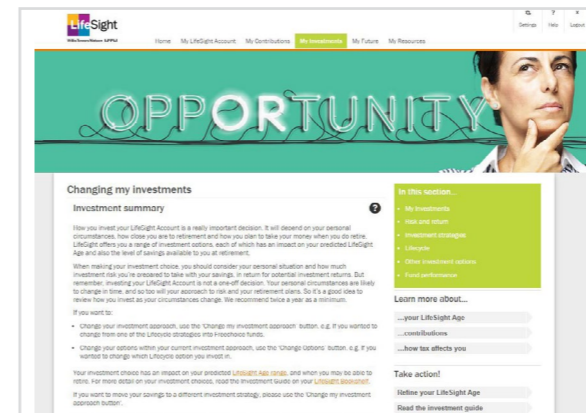 LifeSight
Settings Help Logout
Home My LifeSight Account My Contributions My Investments My Future My Resources
OPPORTUNITY
Changing my investments
Investment summary
?
How you invest your LifeSight Account is a really important decision. It will depend on your personal
circumstances, how close you are to retirement and how you plan to take your money when you do retire.
LifeSight offers you a range of investment options, each of which has an impact on your predicted LifeSight
Age and also the level of savings available to you at retirement.
When making your investment choice, you should consider your personal situation and how much
investment risk you're prepared to take with your savings, in return for potential investment returns. But
remember, investing your LifeSight Account is not a one-off decision. Your personal circumstances are likely
to change in time, and so too will your approach to risk and your retirement plans. So it's a good idea to
review how you invest as your circumstances change. We recommend twice a year as a minimum.
If you want to:
• Change your investment approach, use the 'Change my investment approach' button, e.g. if you wanted to
change from one of the Lifecycle strategies into Freechoice funds.
• Change your options within your current investment approach, use the 'Change Options' button, e.g. if you
wanted to change which Lifecycle option you invest in.
Your investment choice has an impact on your predicted LifeSight Age range, and when you may be able to
retire. For more detail on your investment choices, read the Investment Guide on your LifeSight Bookshelf.
If you want to move your savings to a different investment strategy, please use the 'Change my investment
approach button'.
In this section...
• My Investments
• Risk and return
• Investment strategies
• Lifecycle
• Other investment options
• Fund performance
Learn more about...
...your LifeSight Age
...contributions
...how tax affects you
Take action!
Refine your LifeSight Age
Read the investment guide